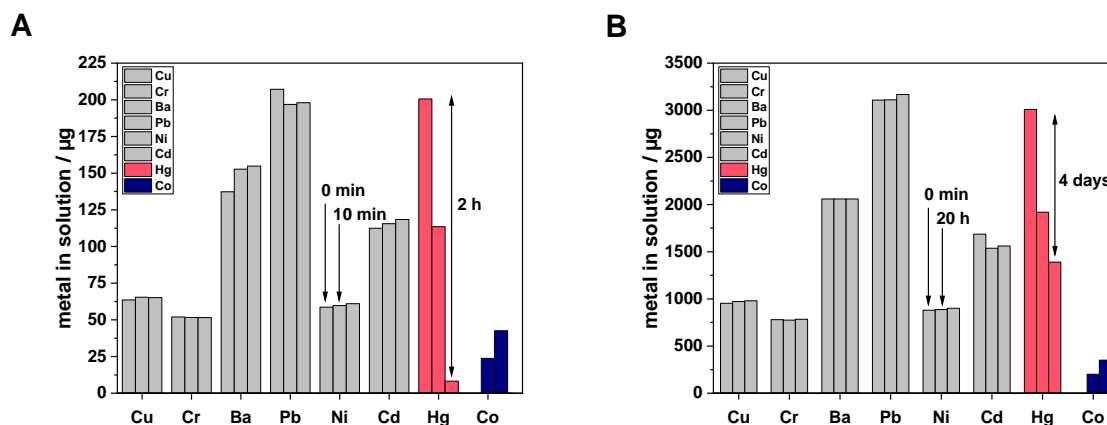 A
metal in solution / µg
225
200
175
150
125
100
75
50
25
0
Cu
Cr
Ba
Pb
Ni
Cd
Hg
Co
0 min
10 min
2 h
Cu Cr Ba Pb Ni Cd Hg Co
B
metal in solution / µg
3500
3000
2500
2000
1500
1000
500
0
Cu
Cr
Ba
Pb
Ni
Cd
Hg
Co
0 min
20 h
4 days
Cu Cr Ba Pb Ni Cd Hg Co